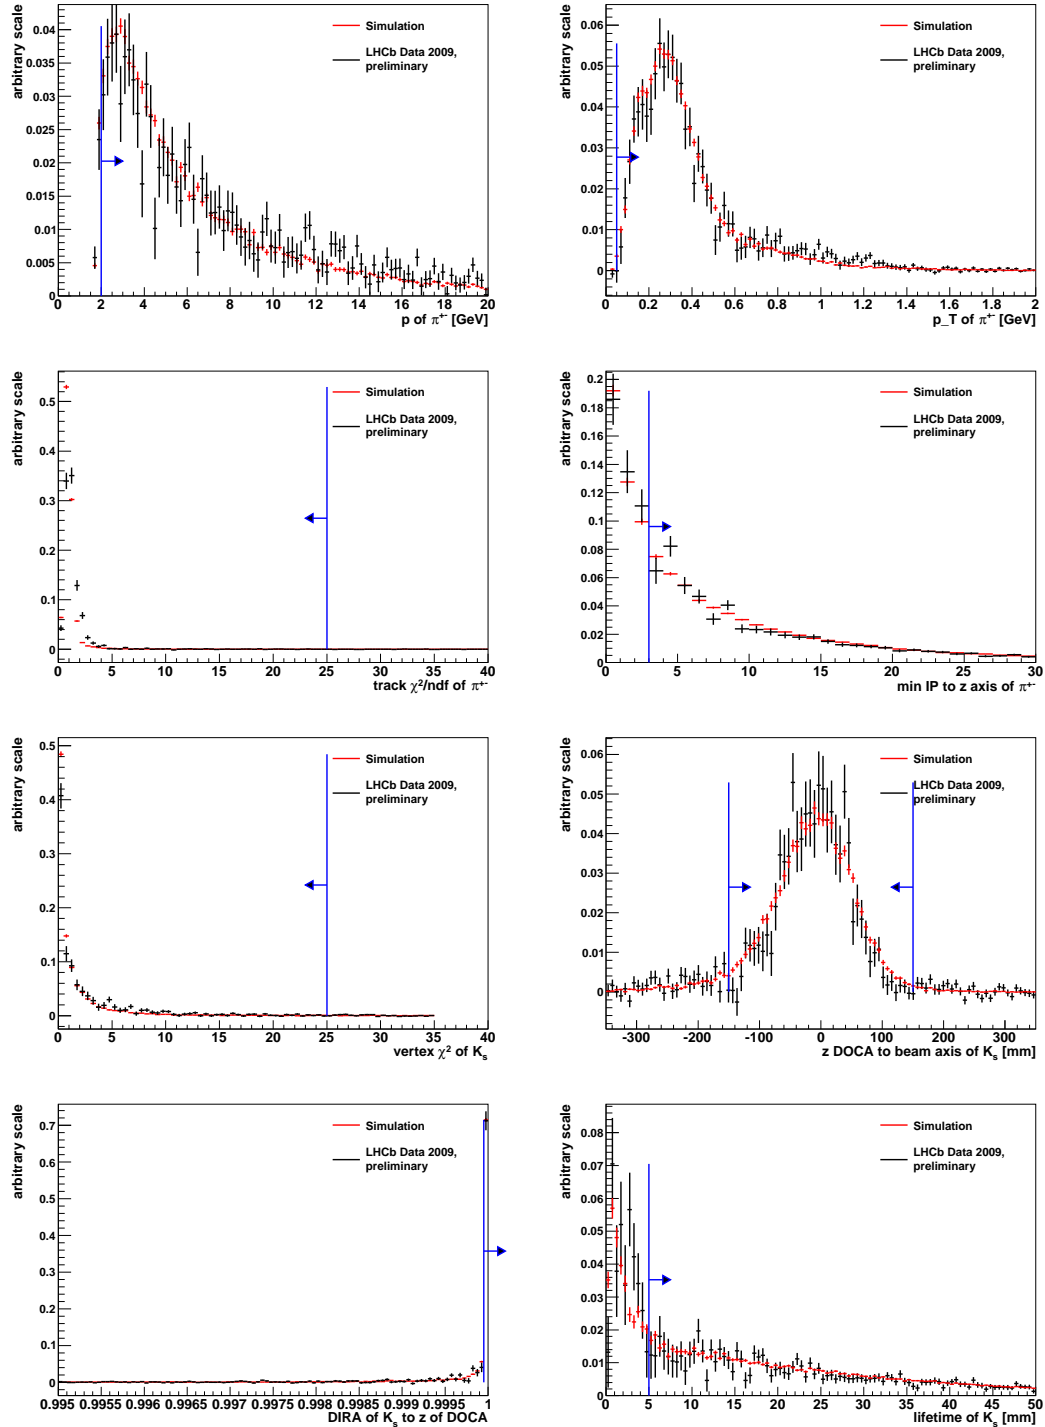 arbitrary scale
0.04
0.035
0.03
0.025
0.02
0.015
0.01
0.005
0
0 2 4 6 8 10 12 14 16 18 20
p of π+- [GeV]
Simulation
LHCb Data 2009,
preliminary
arbitrary scale
0.06
0.05
0.04
0.03
0.02
0.01
0
0 0.2 0.4 0.6 0.8 1 1.2 1.4 1.6 1.8 2
p_T of π+- [GeV]
Simulation
LHCb Data 2009,
preliminary
arbitrary scale
0.5
0.4
0.3
0.2
0.1
0
0 5 10 15 20 25 30 35 40
track χ²/ndf of π+-
Simulation
LHCb Data 2009,
preliminary
arbitrary scale
0.2
0.18
0.16
0.14
0.12
0.1
0.08
0.06
0.04
0.02
0
0 5 10 15 20 25 30
min IP to z axis of π+-
Simulation
LHCb Data 2009,
preliminary
arbitrary scale
0.5
0.4
0.3
0.2
0.1
0
0 5 10 15 20 25 30 35 40
vertex χ² of Ks
Simulation
LHCb Data 2009,
preliminary
arbitrary scale
0.06
0.05
0.04
0.03
0.02
0.01
0
-300 -200 -100 0 100 200 300
z DOCA to beam axis of Ks [mm]
Simulation
LHCb Data 2009,
preliminary
arbitrary scale
0.7
0.6
0.5
0.4
0.3
0.2
0.1
0
0.995 0.9955 0.996 0.9965 0.997 0.9975 0.998 0.9985 0.999 0.9995 1
DIRA of Ks to z of DOCA
Simulation
LHCb Data 2009,
preliminary
arbitrary scale
0.08
0.07
0.06
0.05
0.04
0.03
0.02
0.01
0
0 5 10 15 20 25 30 35 40 45 50
lifetime of Ks [mm]
Simulation
LHCb Data 2009,
preliminary